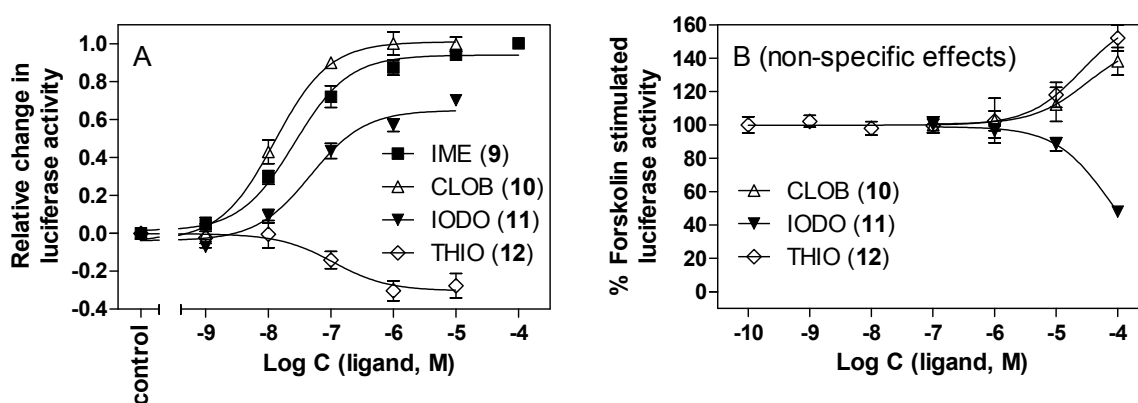 A
1.0
0.8
0.6
0.4
0.2
0.0
-0.2
-0.4
Relative change in
luciferase activity
IME (9)
CLOB (10)
IODO (11)
THIO (12)
control
-9
-8
-7
-6
-5
-4
Log C (ligand, M)
B (non-specific effects)
160
140
120
100
80
60
40
20
0
% Forskolin stimulated
luciferase activity
CLOB (10)
IODO (11)
THIO (12)
-10
-9
-8
-7
-6
-5
-4
Log C (ligand, M)